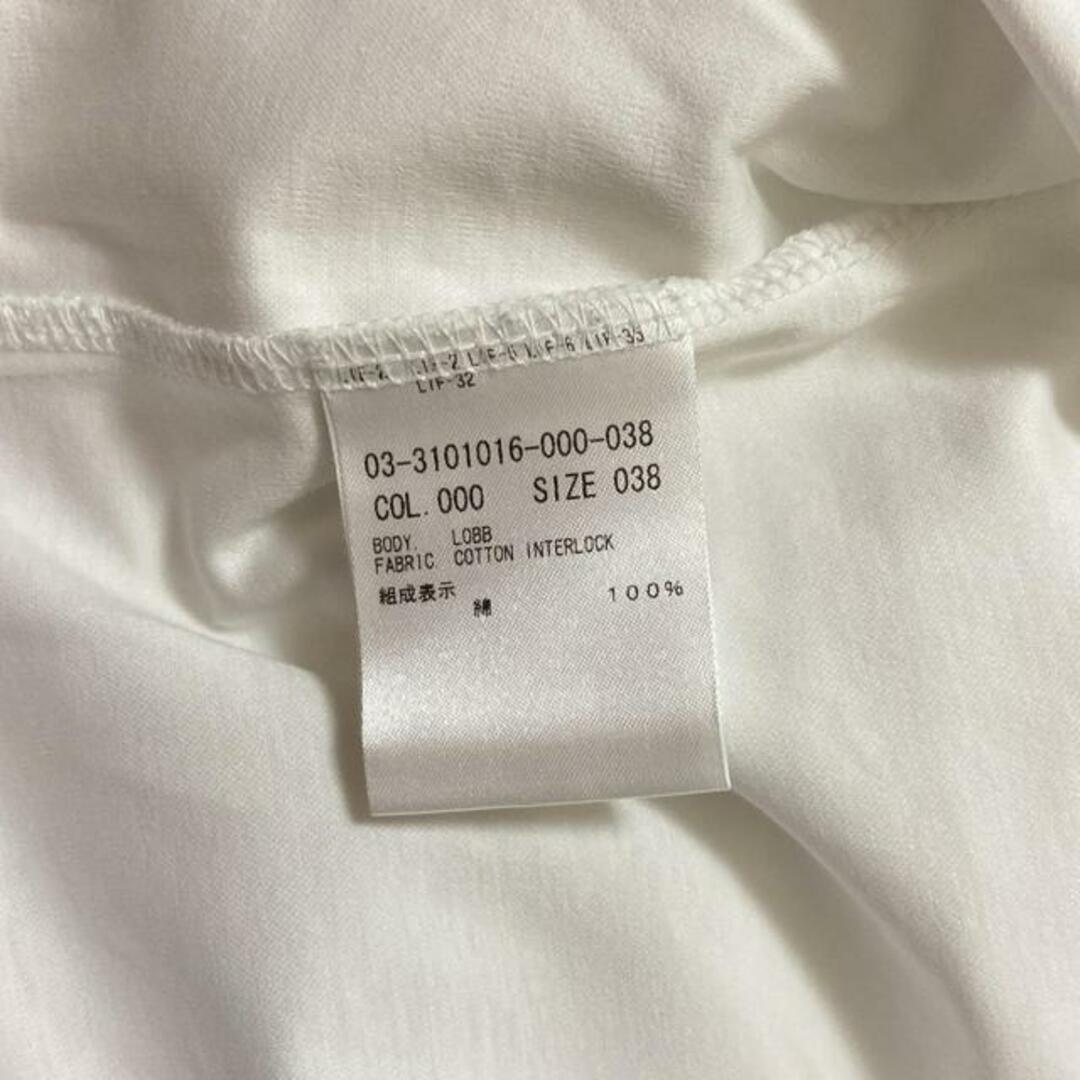 LIF-32
03-3101016-000-038
COL.000 SIZE 038
BODY. LOBB
FABRIC COTTON INTERLOCK
組成表示
綿 100%